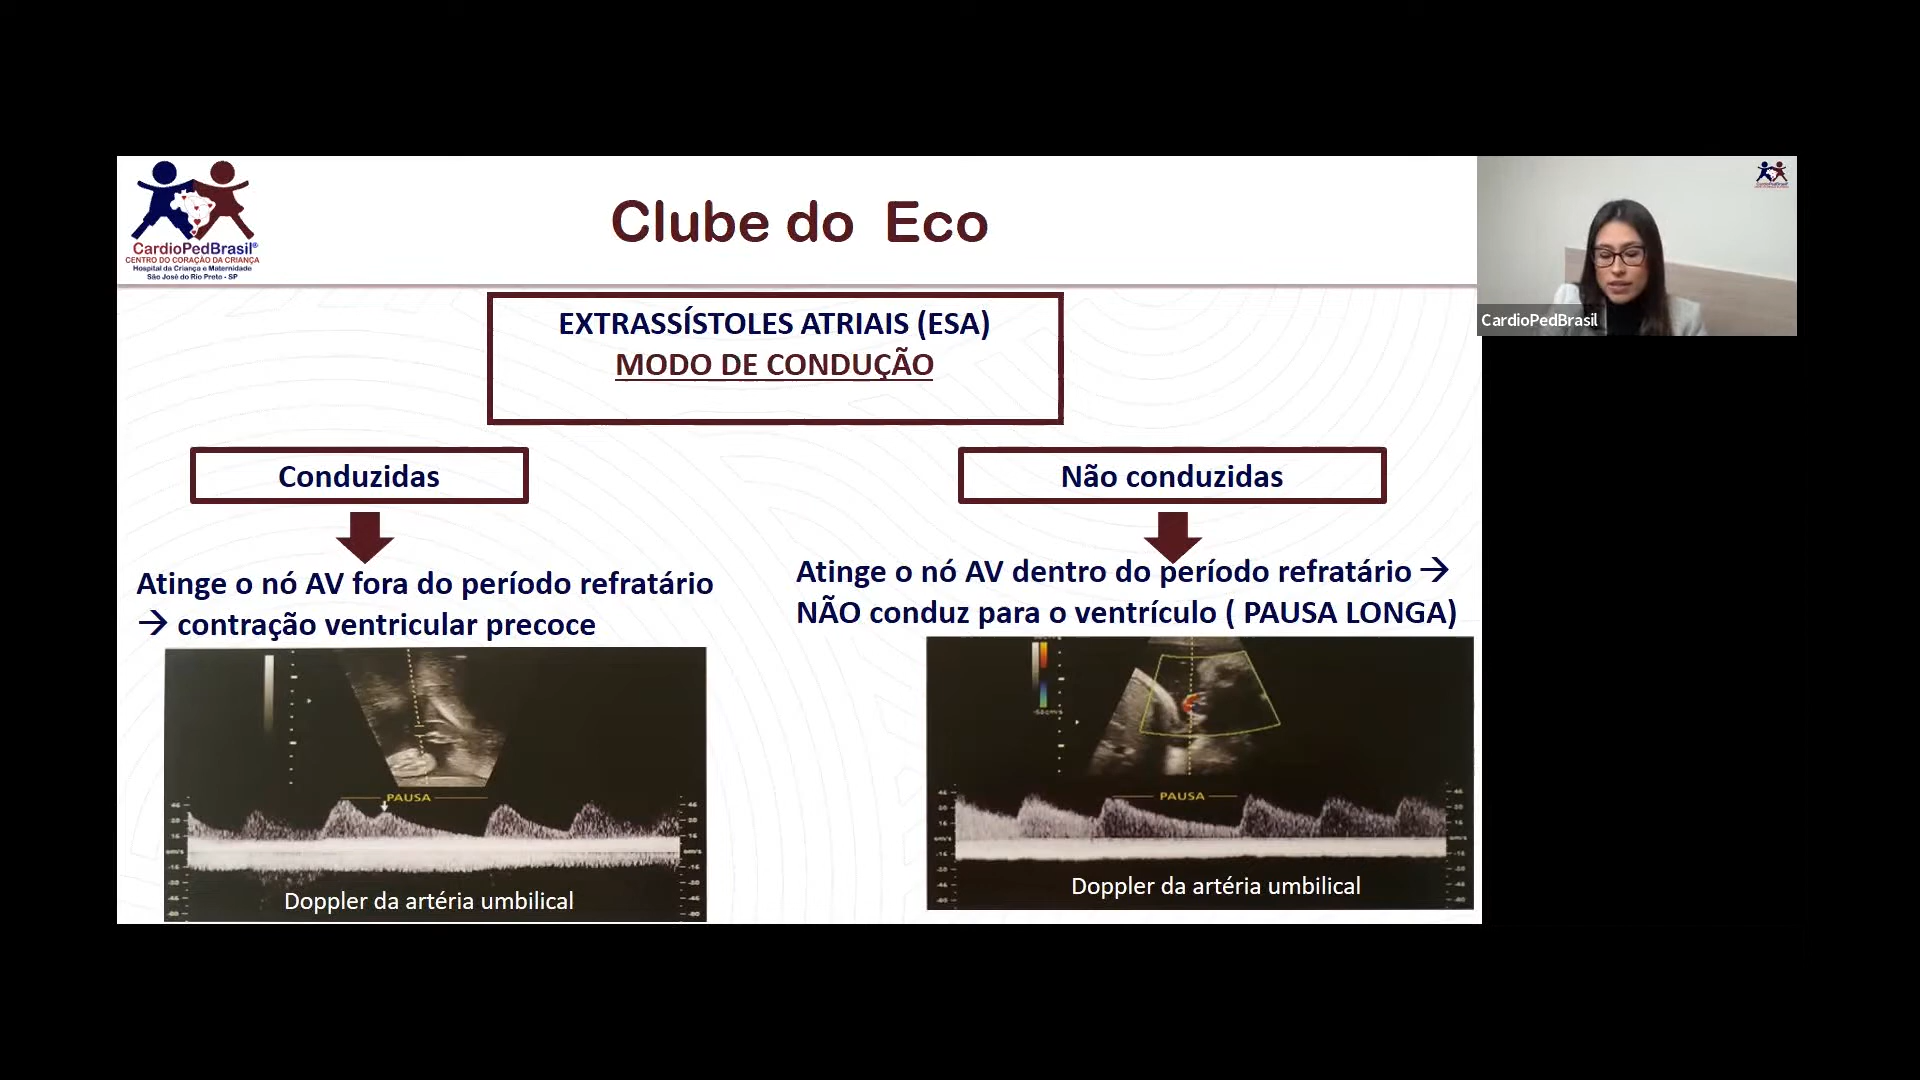 Clube do Eco
CardioPedBrasil®
CENTRO DO CORAÇÃO DA CRIANÇA
Hospital da Criança e Maternidade
São José do Rio Preto - SP
CardioPedBrasil
EXTRASSÍSTOLES ATRIAIS (ESA)
MODO DE CONDUÇÃO
Conduzidas
Não conduzidas
Atinge o nó AV fora do período refratário
→ contração ventricular precoce
Atinge o nó AV dentro do período refratário →
NÃO conduz para o ventrículo ( PAUSA LONGA)
PAUSA
Doppler da artéria umbilical
PAUSA
Doppler da artéria umbilical